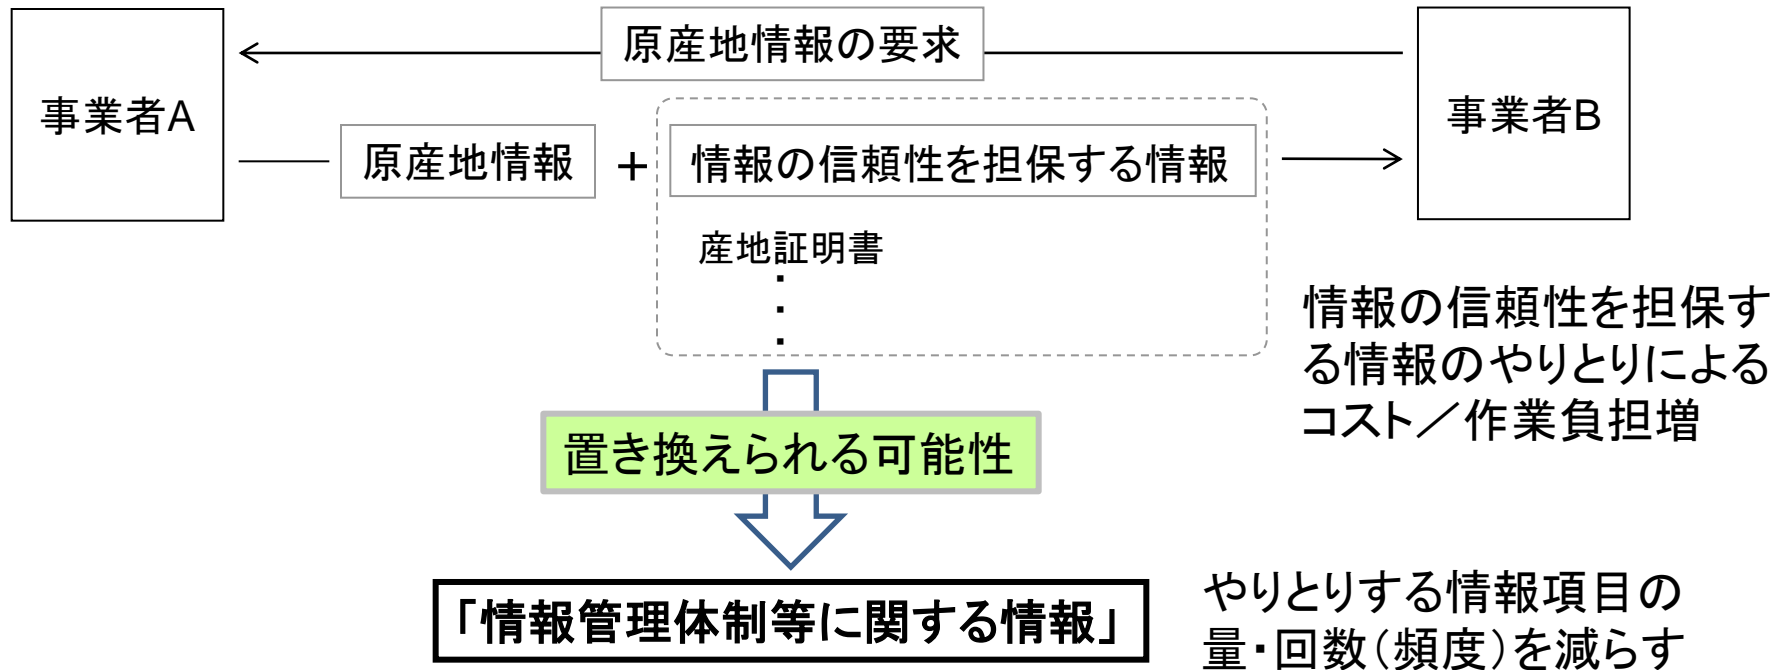 原産地情報の要求
事業者A
事業者B
原産地情報
+
情報の信頼性を担保する情報
産地証明書
・
・
・
情報の信頼性を担保す
る情報のやりとりによる
コスト／作業負担増
置き換えられる可能性
「情報管理体制等に関する情報」
やりとりする情報項目の
量・回数（頻度）を減らす